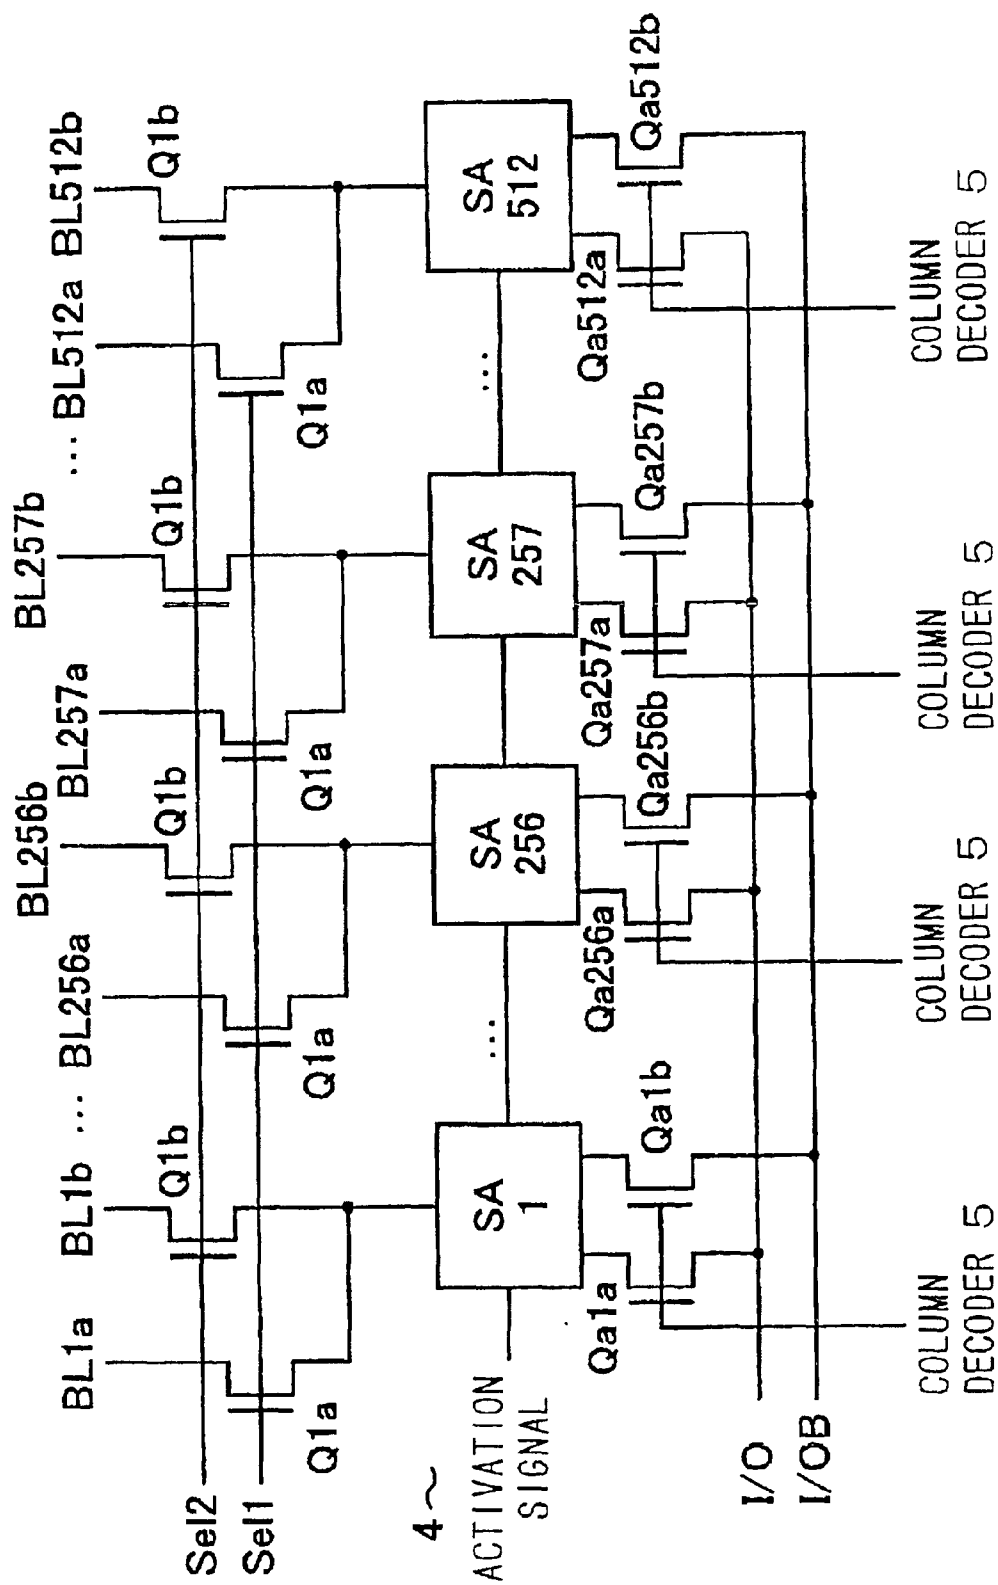 BL1a
BL1b
...
BL256a
BL256b
BL257a
BL257b
...
BL512a
BL512b
Q1b
Q1b
Q1b
Q1b
Sel2
Sel1
Q1a
Q1a
Q1a
Q1a
4~
ACTIVATION
SIGNAL
SA
1
...
SA
256
SA
257
...
SA
512
Qa1a
Qa1b
Qa256a
Qa256b
Qa257a
Qa257b
Qa512a
Qa512b
I/O
I/OB
COLUMN
DECODER 5
COLUMN
DECODER 5
COLUMN
DECODER 5
COLUMN
DECODER 5